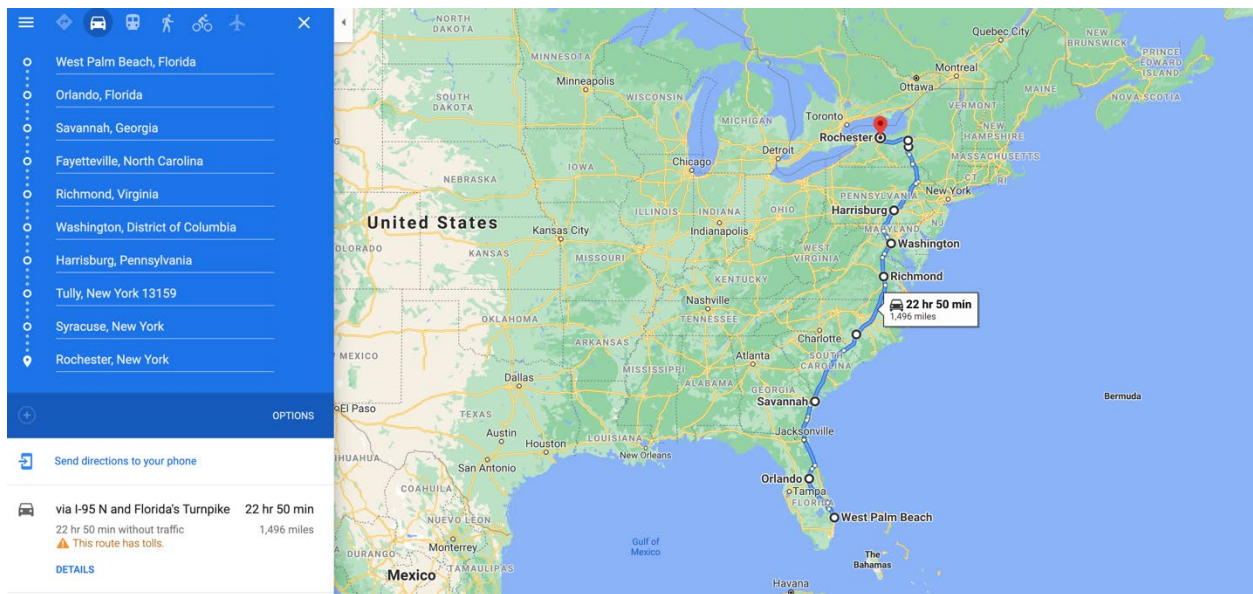 West Palm Beach, Florida
Orlando, Florida
Savannah, Georgia
Fayetteville, North Carolina
Richmond, Virginia
Washington, District of Columbia
Harrisburg, Pennsylvania
Tully, New York 13159
Syracuse, New York
Rochester, New York
OPTIONS
Send directions to your phone
via I-95 N and Florida's Turnpike 22 hr 50 min
22 hr 50 min without traffic 1,496 miles
This route has tolls.
DETAILS
NORTH
DAKOTA
Quebec City
NEW
BRUNSWICK
PRINCE
EDWARD
ISLAND
MINNESOTA
Minneapolis
Montreal
Ottawa
MAINE
NOVA SCOTIA
SOUTH
DAKOTA
WISCONSIN
VERMONT
MICHIGAN
Toronto
NEW
HAMPSHIRE
Rochester
MASSACHUSETTS
Detroit
CT
RI
IOWA
Chicago
NEBRASKA
PENNSYLVANIA
New York
ILLINOIS
INDIANA
OHIO
Harrisburg
NJ
MARYLAND
United States
Kansas City
Indianapolis
Washington
KANSAS
MISSOURI
WEST
VIRGINIA
KENTUCKY
Richmond
22 hr 50 min
1,496 miles
Nashville
TENNESSEE
OKLAHOMA
ARKANSAS
Charlotte
SOUTH
CAROLINA
Atlanta
MISSISSIPPI
ALABAMA
GEORGIA
Dallas
Savannah
Bermuda
El Paso
TEXAS
Jacksonville
LOUISIANA
Austin
Houston
New Orleans
San Antonio
Orlando
Tampa
FLORIDA
COAHUILA
West Palm Beach
NUEVO LEON
Gulf of
Mexico
Monterrey
DURANGO
TAMAULIPAS
The
Bahamas
Mexico
Havana